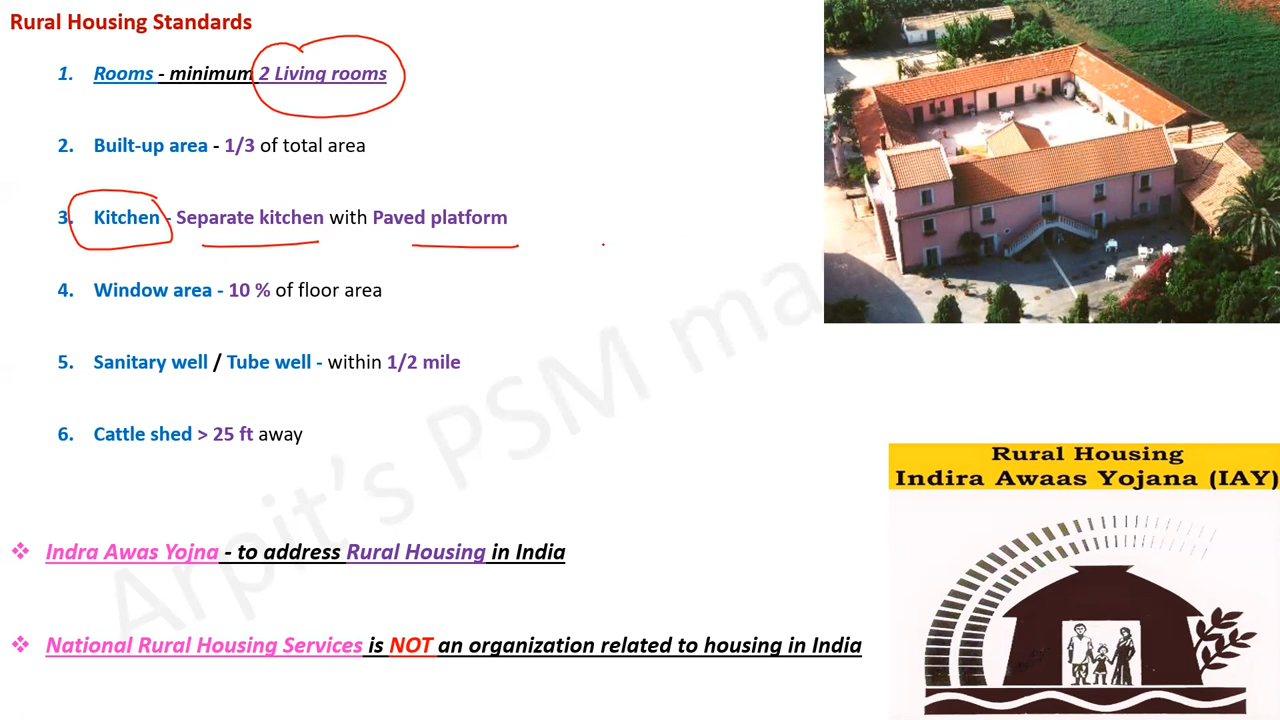 Rural Housing Standards
1. Rooms - minimum 2 Living rooms
2. Built-up area - 1/3 of total area
3. Kitchen - Separate kitchen with Paved platform
4. Window area - 10 % of floor area
5. Sanitary well / Tube well - within 1/2 mile
6. Cattle shed > 25 ft away
Rural Housing
Indira Awaas Yojana (IAY)
❖ Indra Awas Yojna - to address Rural Housing in India
❖ National Rural Housing Services is NOT an organization related to housing in India
Arpit's PSM ma